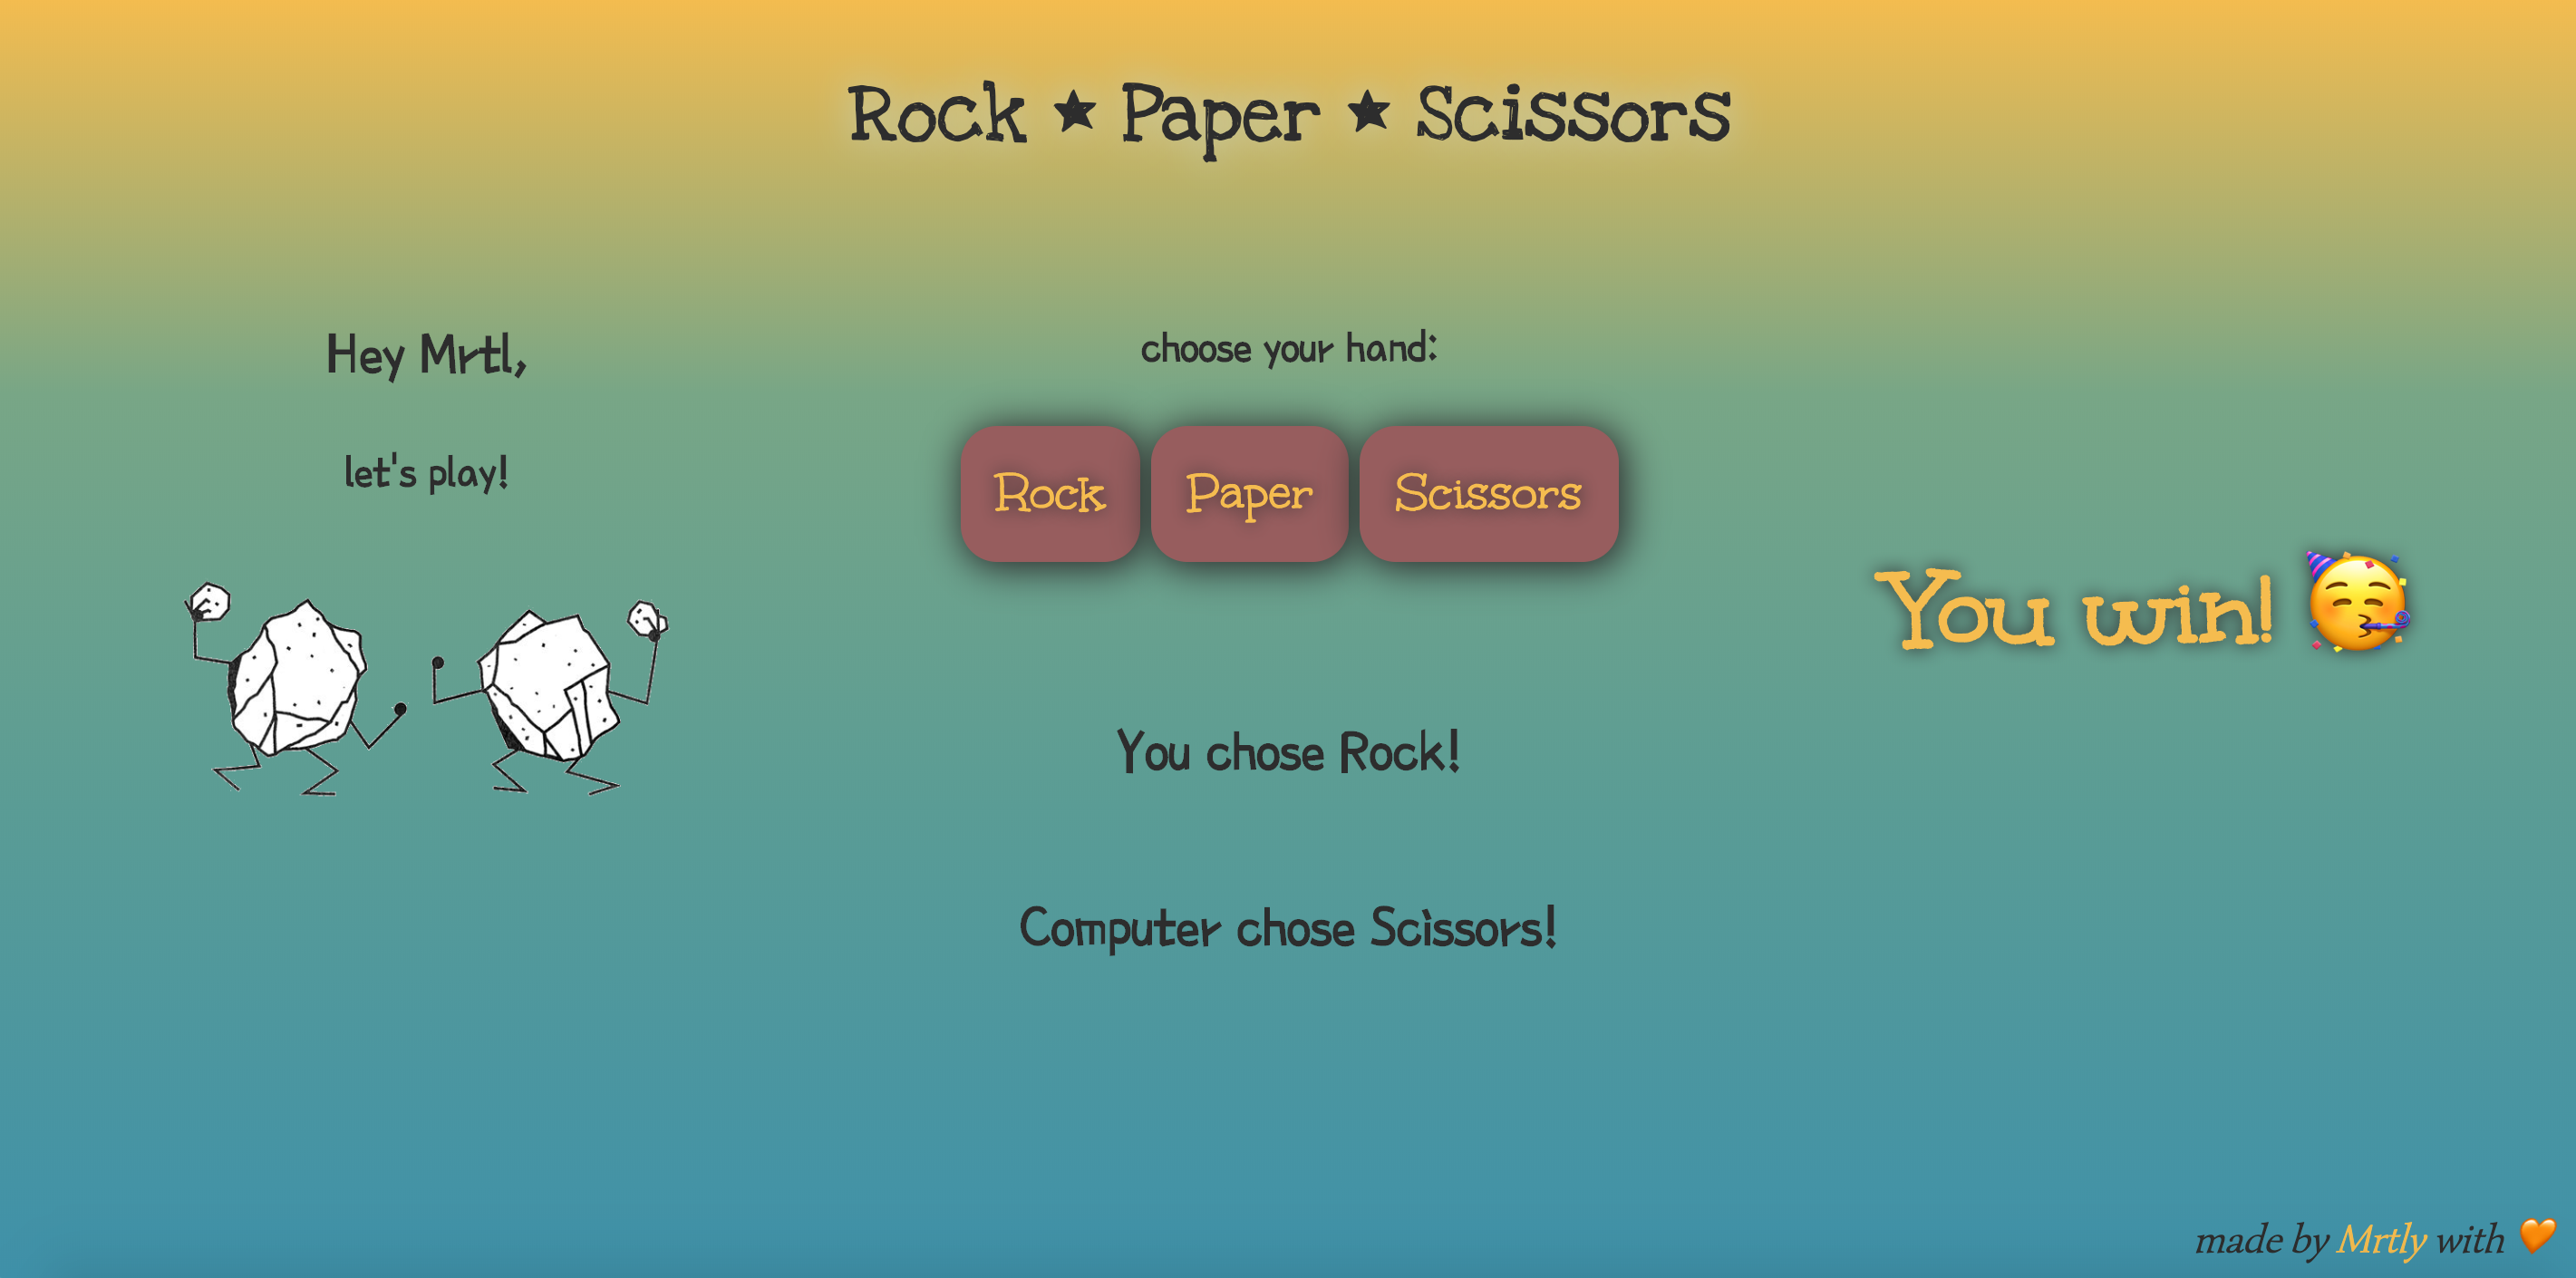 Rock ★ Paper ★ Scissors
Hey Mrtl,
let's play!
choose your hand:
Rock
Paper
Scissors
You chose Rock!
Computer chose Scissors!
You win! 🥳
made by Mrtly with 🧡